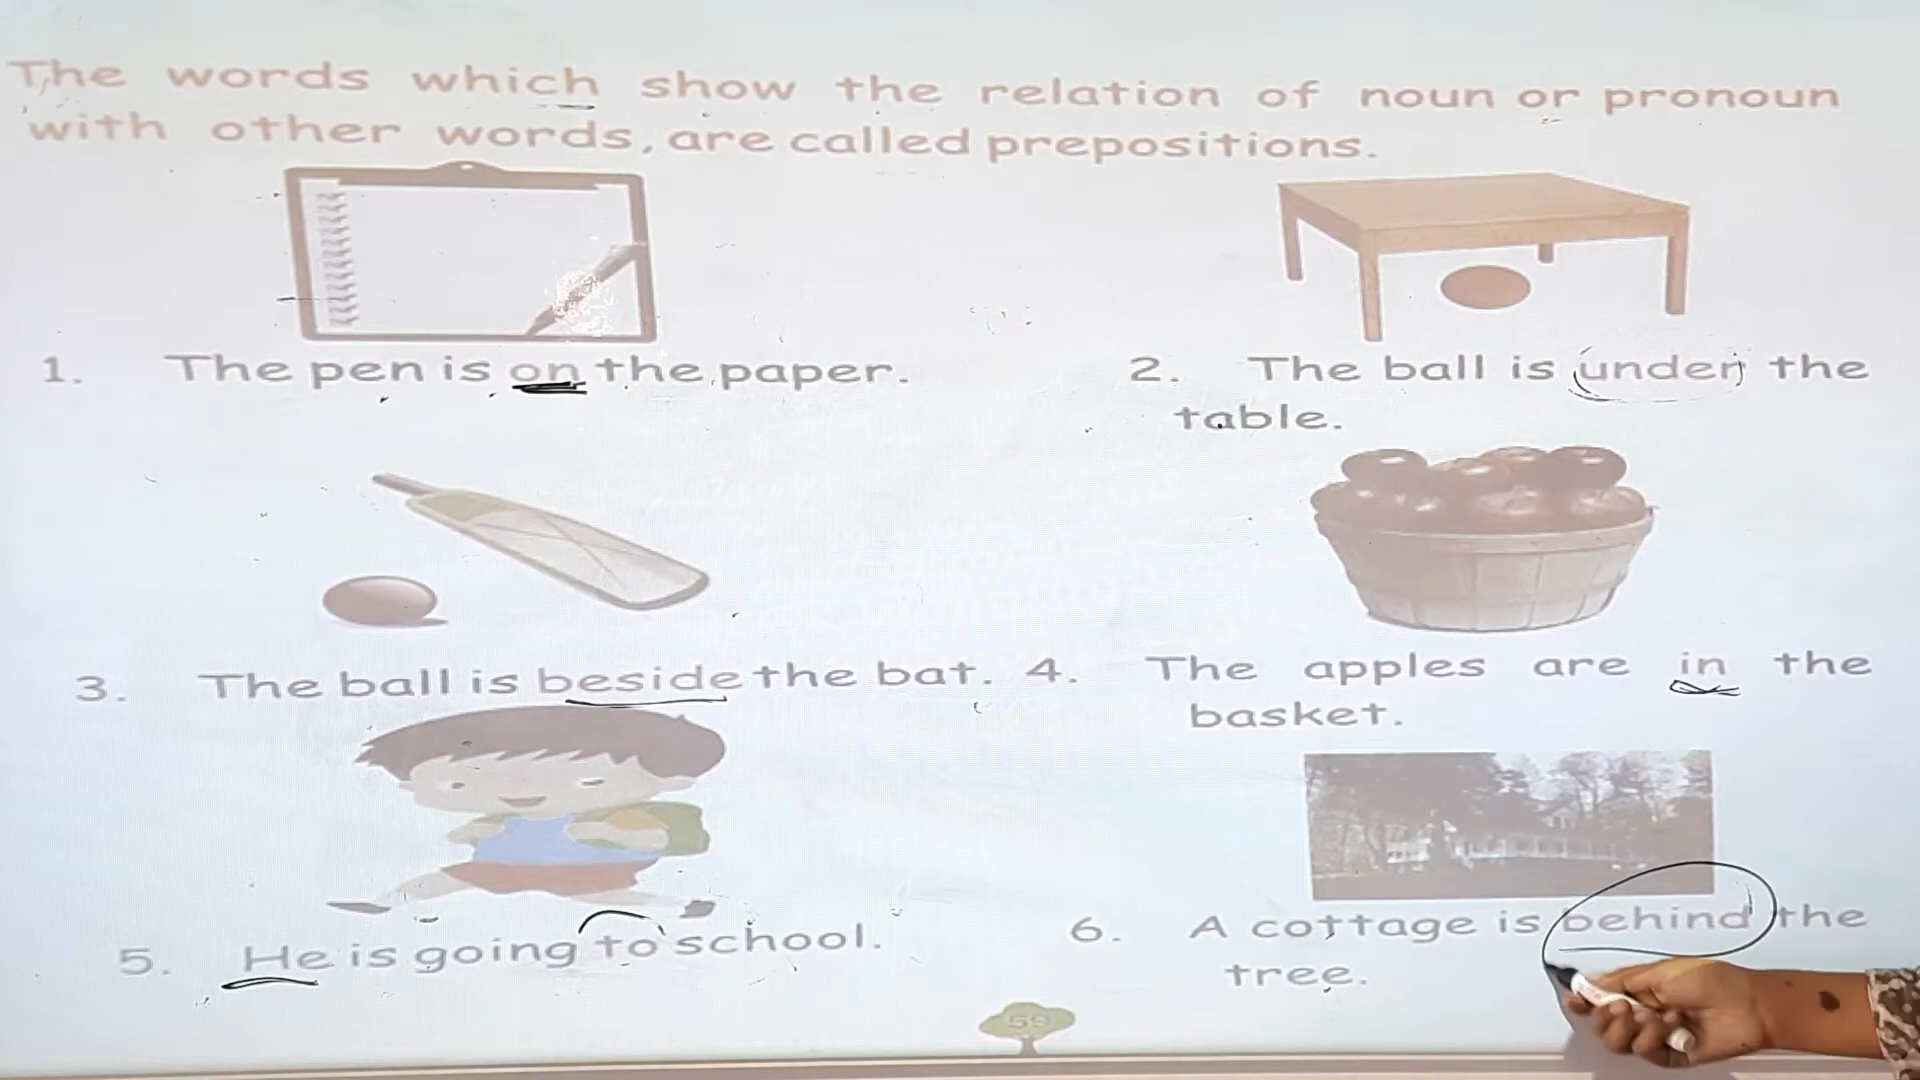 The words which show the relation of noun or pronoun
with other words, are called prepositions.
1. The pen is on the paper.
2. The ball is under the
table.
3. The ball is beside the bat.
4. The apples are in the
basket.
5. He is going to school.
6. A cottage is behind the
tree.
59